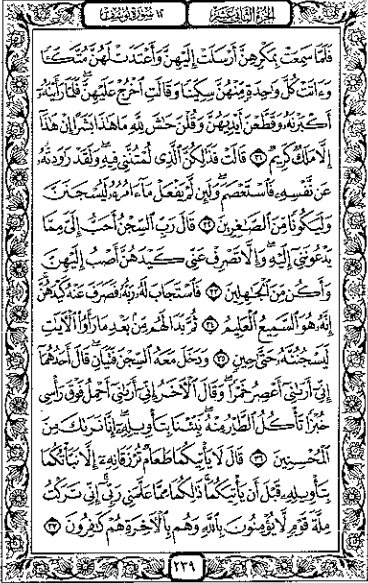 الجزء الثاني عشر ١٢ سورة يوسف
فَلَمَّا سَمِعَتْ بِمَكْرِهِنَّ أَرْسَلَتْ إِلَيْهِنَّ وَأَعْتَدَتْ لَهُنَّ مُتَّكَـًٔا
وَءَاتَتْ كُلَّ وَٰحِدَةٍ مِّنْهُنَّ سِكِّينًا وَقَالَتِ ٱخْرُجْ عَلَيْهِنَّ ۖ فَلَمَّا رَأَيْنَهُۥٓ
أَكْبَرْنَهُۥ وَقَطَّعْنَ أَيْدِيَهُنَّ وَقُلْنَ حَٰشَ لِلَّهِ مَا هَٰذَا بَشَرًا إِنْ هَٰذَآ
إِلَّا مَلَكٌ كَرِيمٌ ٣١ قَالَتْ فَذَٰلِكُنَّ ٱلَّذِى لُمْتُنَّنِى فِيهِ ۖ وَلَقَدْ رَٰوَدتُّهُۥ
عَن نَّفْسِهِۦ فَٱسْتَعْصَمَ ۖ وَلَئِن لَّمْ يَفْعَلْ مَآ ءَامُرُهُۥ لَيُسْجَنَنَّ
وَلَيَكُونًا مِّنَ ٱلصَّٰغِرِينَ ٣٢ قَالَ رَبِّ ٱلسِّجْنُ أَحَبُّ إِلَىَّ مِمَّا
يَدْعُونَنِىٓ إِلَيْهِ ۖ وَإِلَّا تَصْرِفْ عَنِّى كَيْدَهُنَّ أَصْبُ إِلَيْهِنَّ
وَأَكُن مِّنَ ٱلْجَٰهِلِينَ ٣٣ فَٱسْتَجَابَ لَهُۥ رَبُّهُۥ فَصَرَفَ عَنْهُ كَيْدَهُنَّ ۚ
إِنَّهُۥ هُوَ ٱلسَّمِيعُ ٱلْعَلِيمُ ٣٤ ثُمَّ بَدَا لَهُم مِّنۢ بَعْدِ مَا رَأَوُا۟ ٱلْءَايَٰتِ
لَيَسْجُنُنَّهُۥ حَتَّىٰ حِينٍ ٣٥ وَدَخَلَ مَعَهُ ٱلسِّجْنَ فَتَيَانِ ۖ قَالَ أَحَدُهُمَآ
إِنِّىٓ أَرَىٰنِىٓ أَعْصِرُ خَمْرًا ۖ وَقَالَ ٱلْءَاخَرُ إِنِّىٓ أَرَىٰنِىٓ أَحْمِلُ فَوْقَ رَأْسِى
خُبْزًا تَأْكُلُ ٱلطَّيْرُ مِنْهُ ۖ نَبِّئْنَا بِتَأْوِيلِهِۦٓ ۖ إِنَّا نَرَىٰكَ مِنَ
ٱلْمُحْسِنِينَ ٣٦ قَالَ لَا يَأْتِيكُمَا طَعَامٌ تُرْزَقَانِهِۦٓ إِلَّا نَبَّأْتُكُمَا
بِتَأْوِيلِهِۦ قَبْلَ أَن يَأْتِيَكُمَا ۚ ذَٰلِكُمَا مِمَّا عَلَّمَنِى رَبِّىٓ ۚ إِنِّى تَرَكْتُ
مِلَّةَ قَوْمٍ لَّا يُؤْمِنُونَ بِٱللَّهِ وَهُم بِٱلْءَاخِرَةِ هُمْ كَٰفِرُونَ ٣٧
٢٣٩